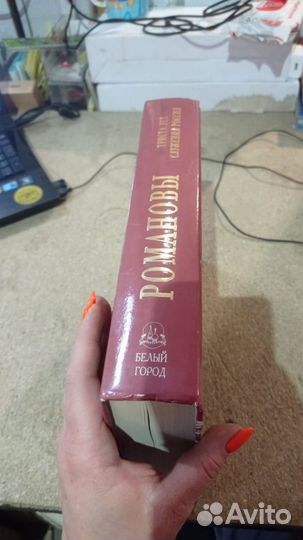 РОМАНОВЫ
ТРИСТА ЛЕТ
СЛУЖЕНИЯ РОССИИ
БЕЛЫЙ
ГОРОД
Avito